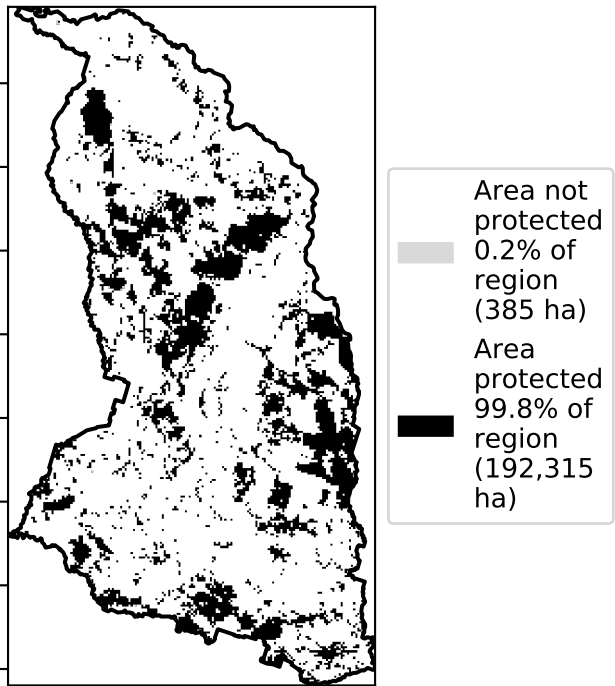 Area not
protected
0.2% of
region
(385 ha)
Area
protected
99.8% of
region
(192,315
ha)